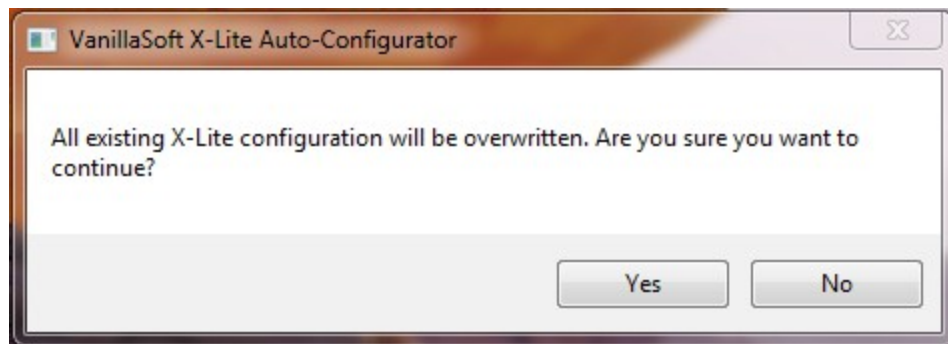 VanillaSoft X-Lite Auto-Configurator
All existing X-Lite configuration will be overwritten. Are you sure you want to
continue?
Yes No